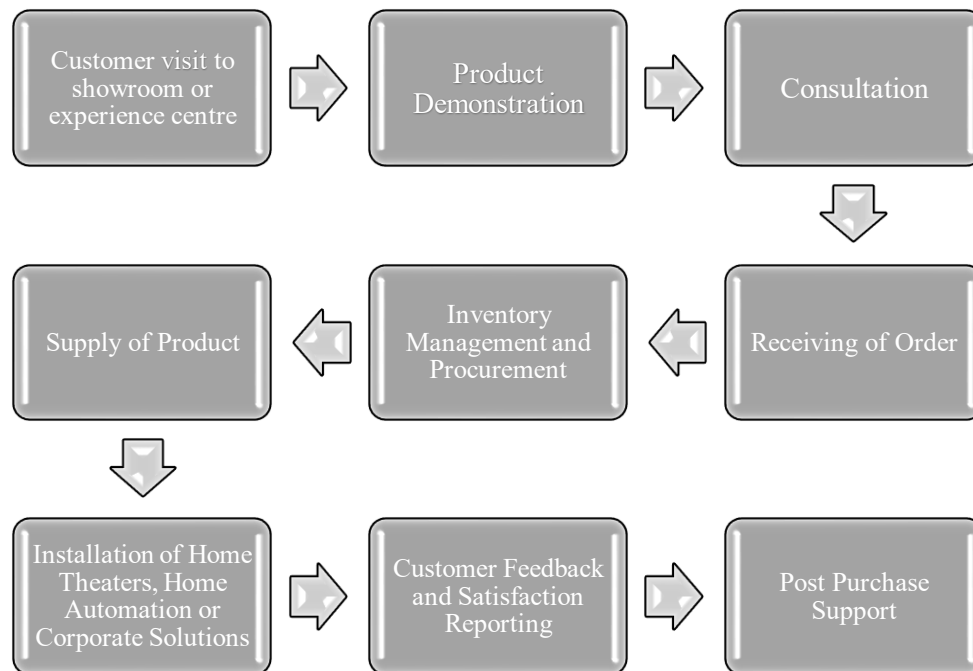 Customer visit to
showroom or
experience centre
Product
Demonstration
Consultation
Receiving of Order
Inventory
Management and
Procurement
Supply of Product
Installation of Home
Theaters, Home
Automation or
Corporate Solutions
Customer Feedback
and Satisfaction
Reporting
Post Purchase
Support